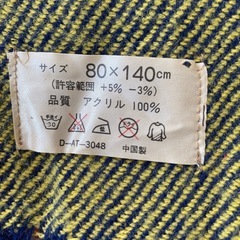 サイズ 80×140cm
(許容範囲 +5% -3%)
品質 アクリル 100%
30
D-AT-3048
中国製